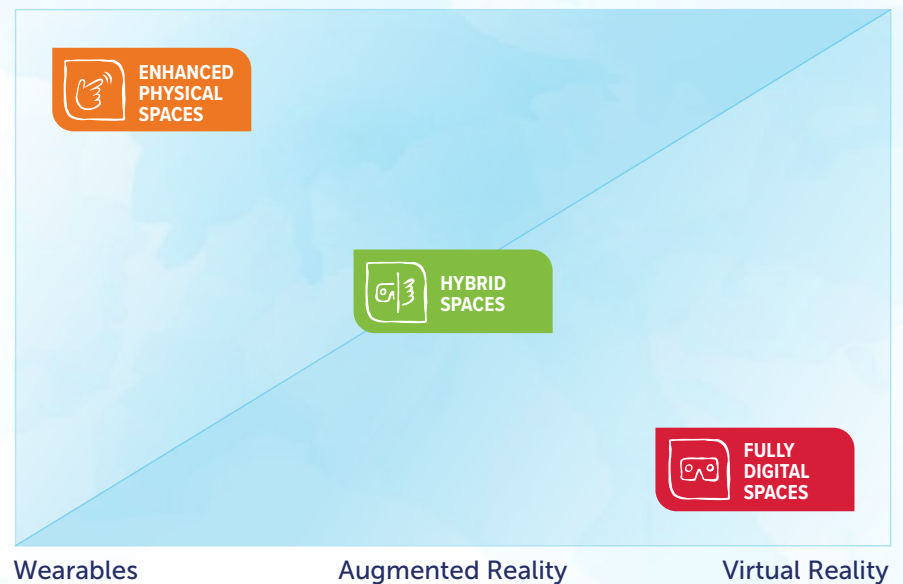 ENHANCED
PHYSICAL
SPACES
HYBRID
SPACES
FULLY
DIGITAL
SPACES
Wearables
Augmented Reality
Virtual Reality